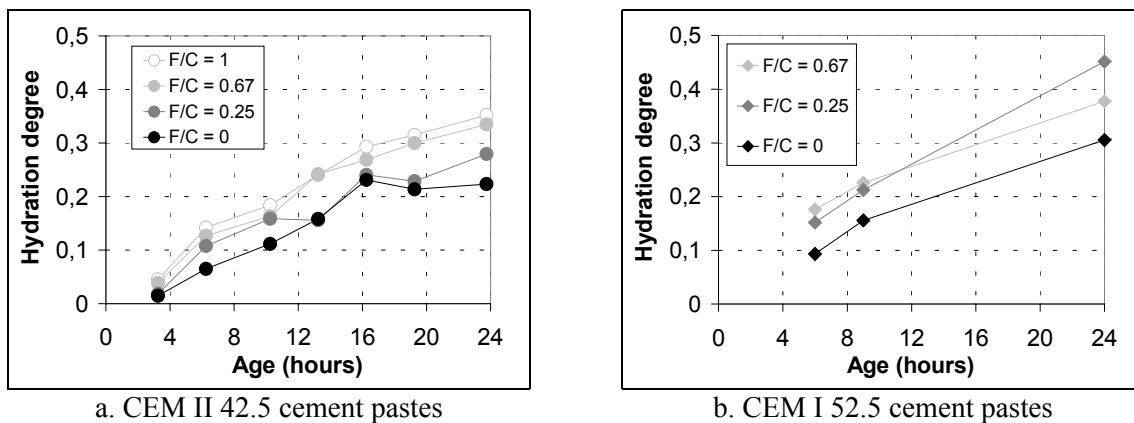 0,5
0,4
0,3
0,2
0,1
0
Hydration degree
F/C = 1
F/C = 0.67
F/C = 0.25
F/C = 0
0 4 8 12 16 20 24
Age (hours)
a. CEM II 42.5 cement pastes
0,5
0,4
0,3
0,2
0,1
0
Hydration degree
F/C = 0.67
F/C = 0.25
F/C = 0
0 4 8 12 16 20 24
Age (hours)
b. CEM I 52.5 cement pastes